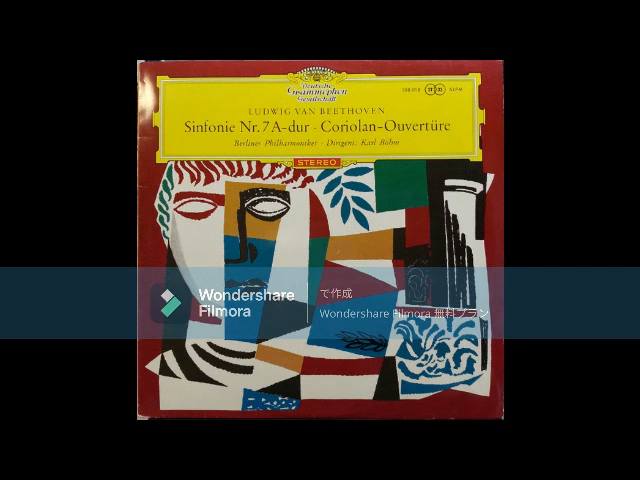 Deutsche
Grammophon
Gesellschaft
STEREO
LUDWIG VAN BEETHOVEN
Sinfonie Nr. 7 A-dur · Coriolan-Ouvertüre
Berliner Philharmoniker · Dirigent: Karl Böhm
STEREO
Wondershare
Filmora
で作成
Wondershare Filmora 無料プラン